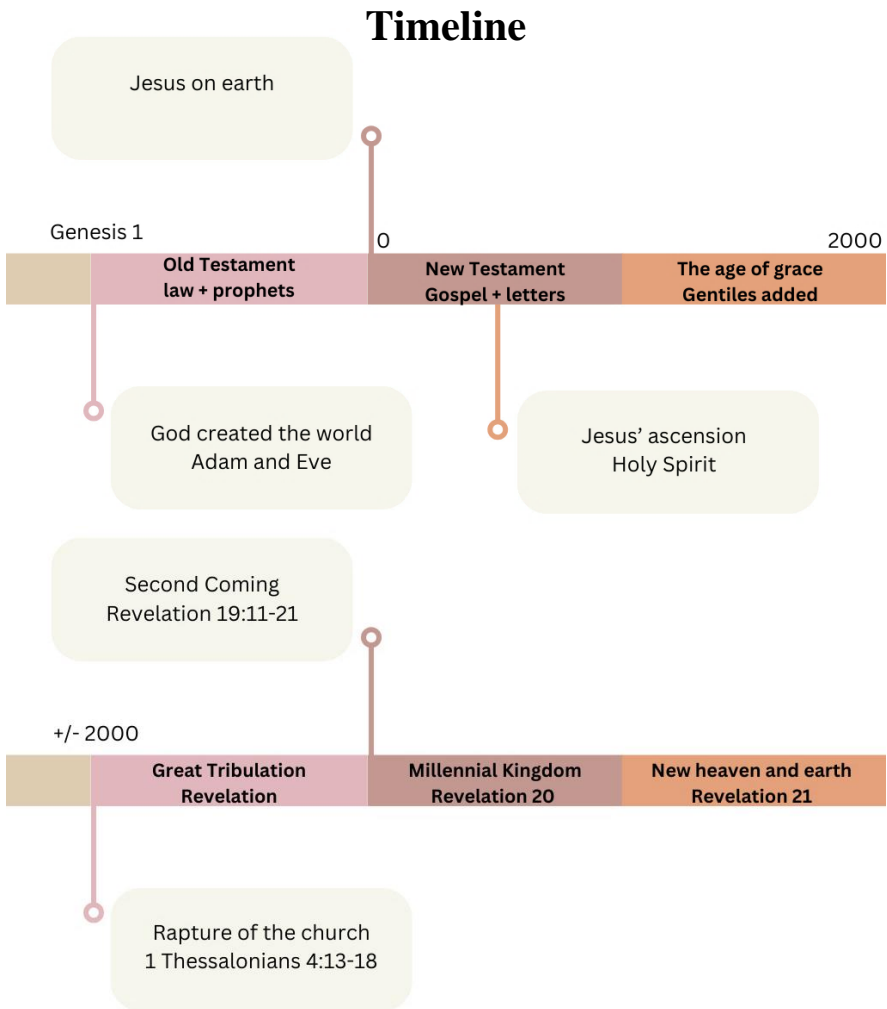 Timeline
Jesus on earth
Genesis 1
0
2000
Old Testament
law + prophets
New Testament
Gospel + letters
The age of grace
Gentiles added
God created the world
Adam and Eve
Jesus’ ascension
Holy Spirit
Second Coming
Revelation 19:11-21
+/- 2000
Great Tribulation
Revelation
Millennial Kingdom
Revelation 20
New heaven and earth
Revelation 21
Rapture of the church
1 Thessalonians 4:13-18